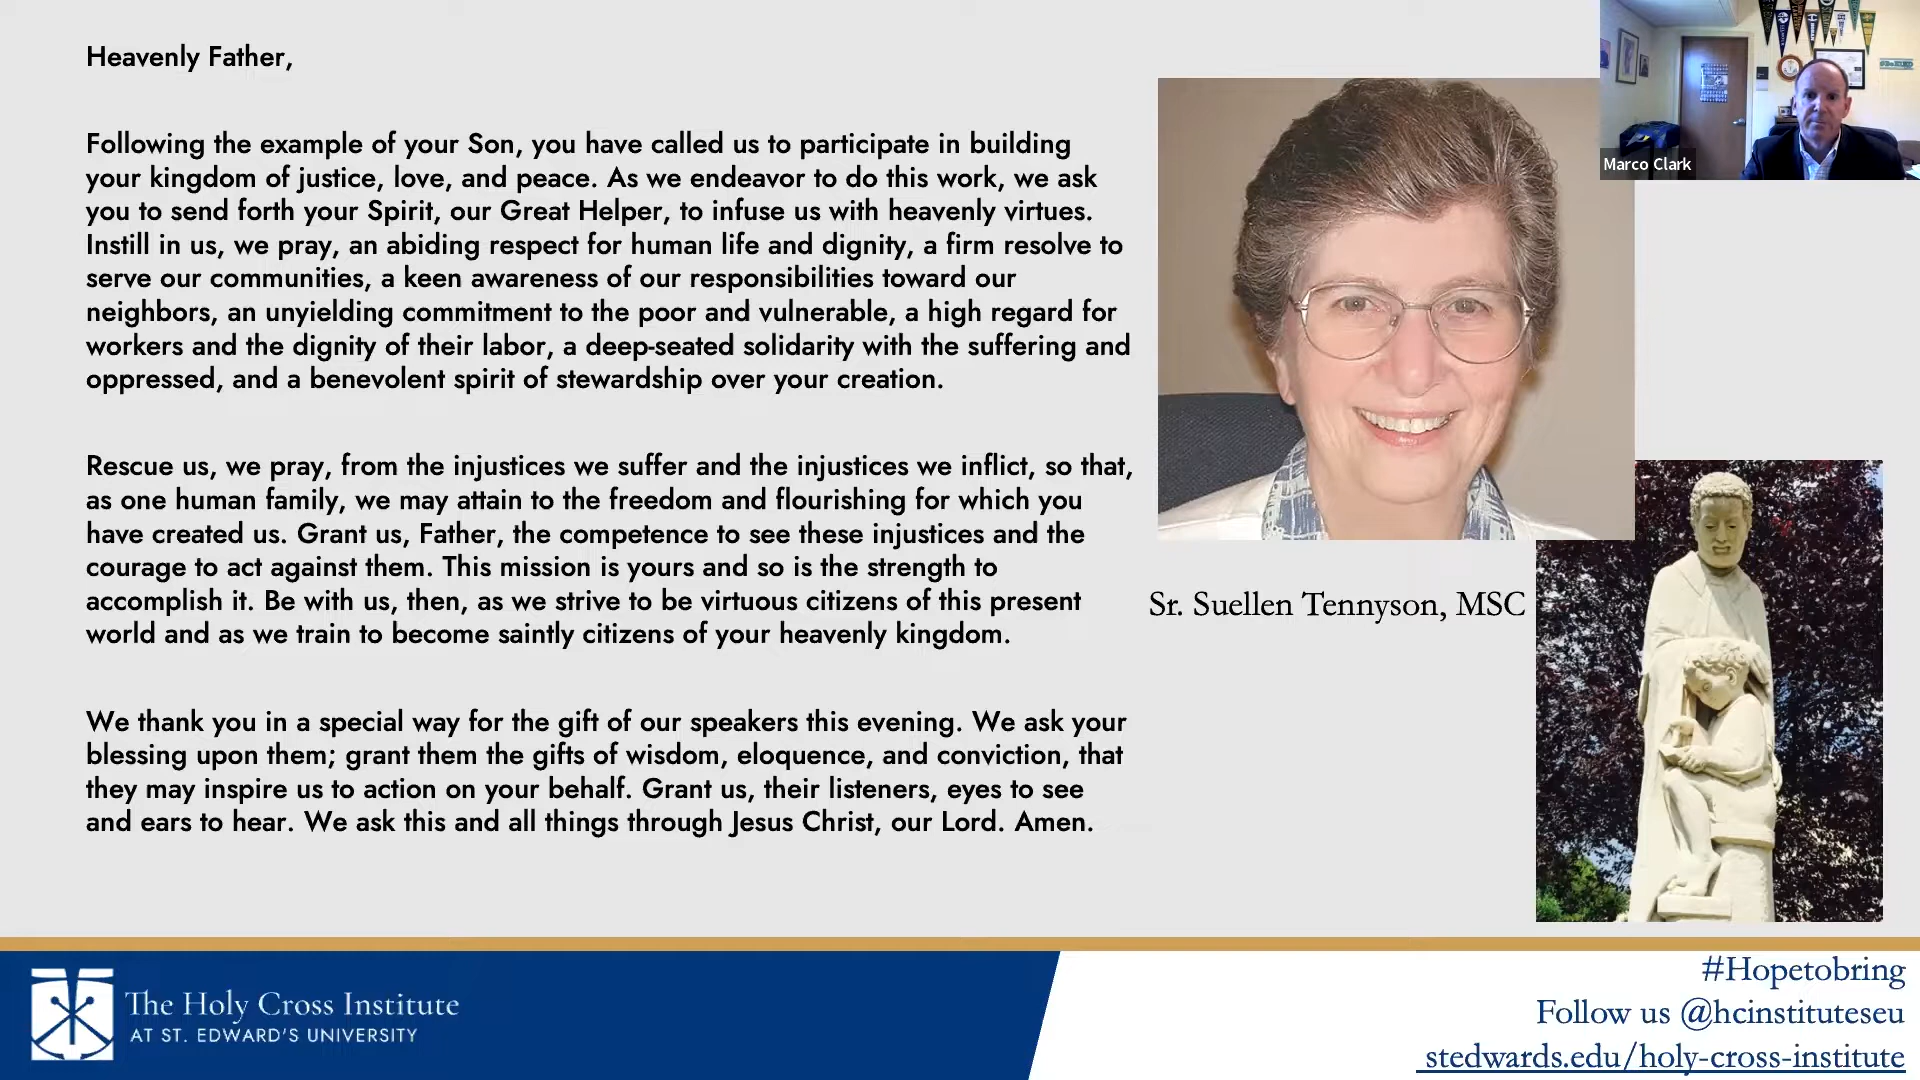 Heavenly Father,
Following the example of your Son, you have called us to participate in building
your kingdom of justice, love, and peace. As we endeavor to do this work, we ask
you to send forth your Spirit, our Great Helper, to infuse us with heavenly virtues.
Instill in us, we pray, an abiding respect for human life and dignity, a firm resolve to
serve our communities, a keen awareness of our responsibilities toward our
neighbors, an unyielding commitment to the poor and vulnerable, a high regard for
workers and the dignity of their labor, a deep-seated solidarity with the suffering and
oppressed, and a benevolent spirit of stewardship over your creation.
Rescue us, we pray, from the injustices we suffer and the injustices we inflict, so that,
as one human family, we may attain to the freedom and flourishing for which you
have created us. Grant us, Father, the competence to see these injustices and the
courage to act against them. This mission is yours and so is the strength to
accomplish it. Be with us, then, as we strive to be virtuous citizens of this present
world and as we train to become saintly citizens of your heavenly kingdom.
We thank you in a special way for the gift of our speakers this evening. We ask your
blessing upon them; grant them the gifts of wisdom, eloquence, and conviction, that
they may inspire us to action on your behalf. Grant us, their listeners, eyes to see
and ears to hear. We ask this and all things through Jesus Christ, our Lord. Amen.
Marco Clark
Sr. Suellen Tennyson, MSC
The Holy Cross Institute
AT ST. EDWARD'S UNIVERSITY
#Hopetobring
Follow us @hcinstituteseu
stedwards.edu/holy-cross-institute